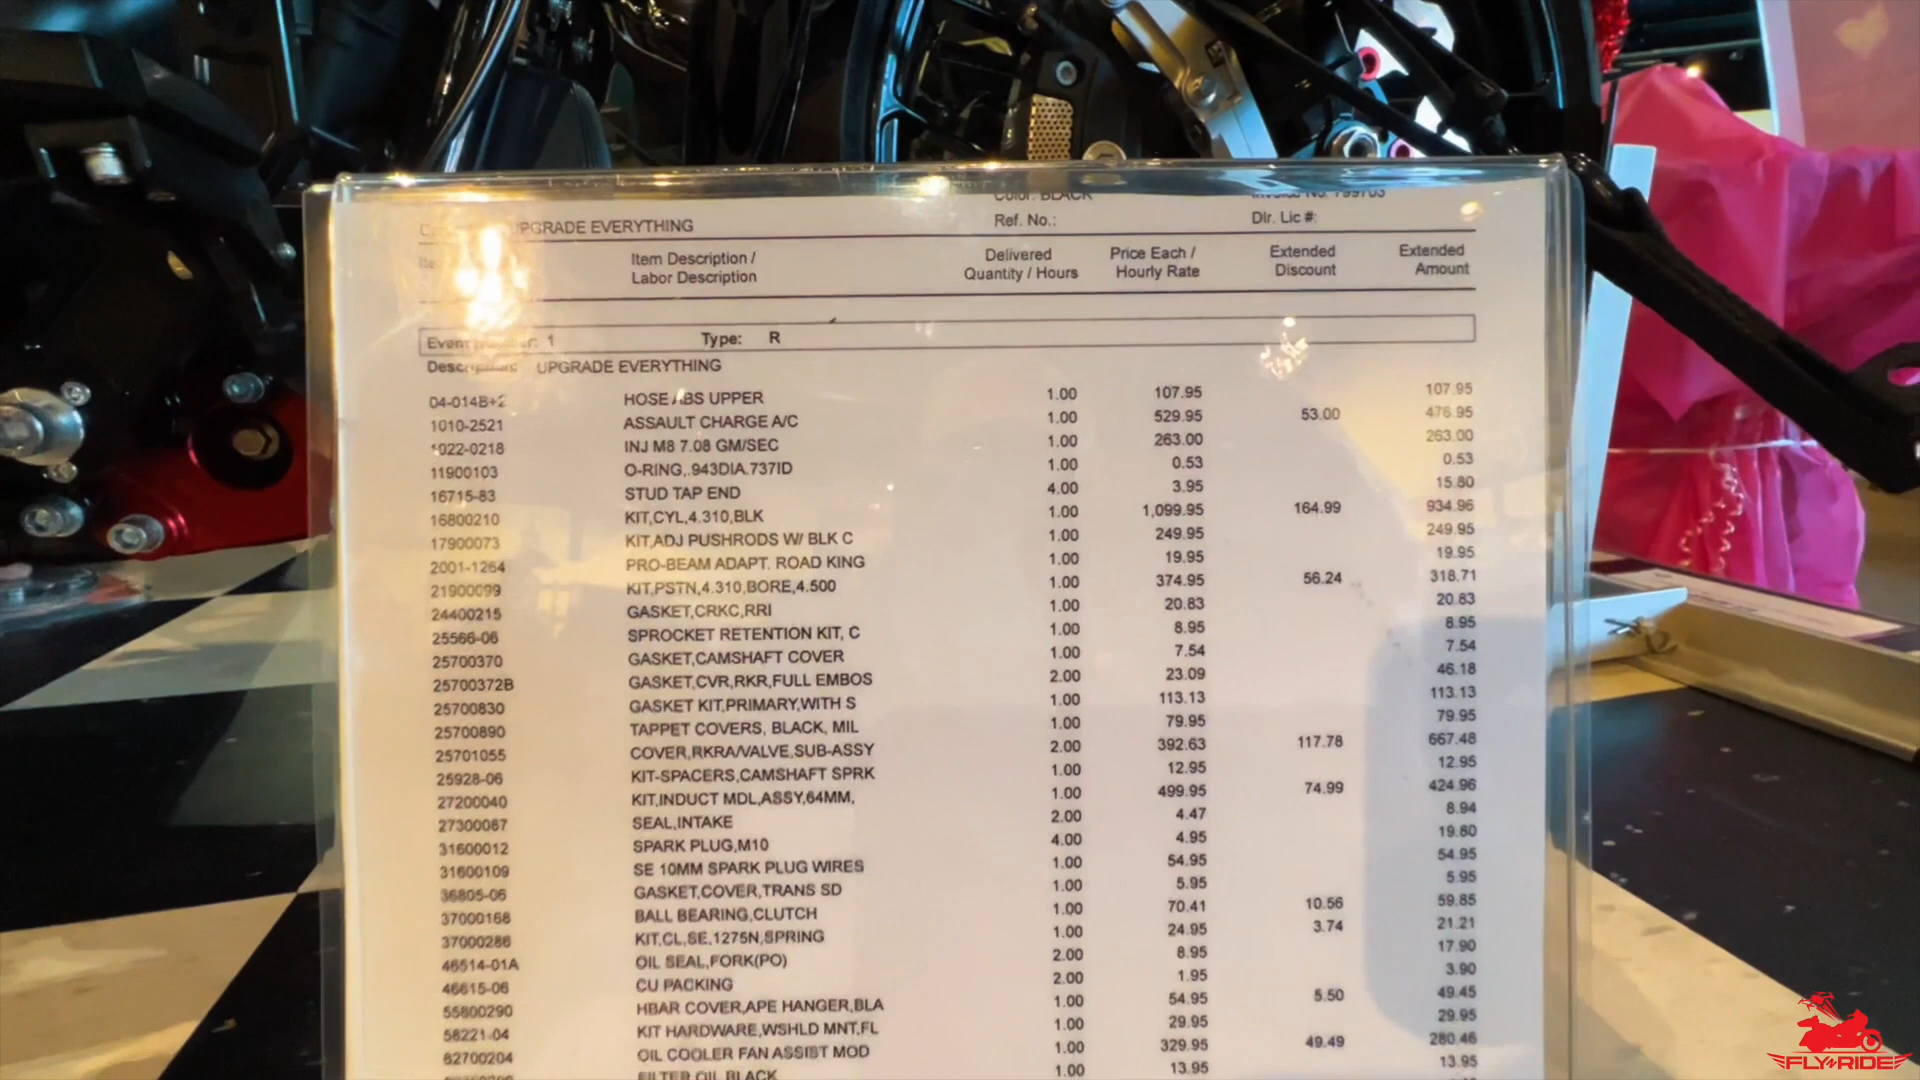 Color: BLACK Invoice No. 799703
UPGRADE EVERYTHING Ref. No.: Dlr. Lic #:
Item Description / Delivered Price Each / Extended Extended
Labor Description Quantity / Hours Hourly Rate Discount Amount
Event 1 Type: R
UPGRADE EVERYTHING
04-014B+2 HOSE ABS UPPER 1.00 107.95 107.95
1010-2521 ASSAULT CHARGE A/C 1.00 529.95 53.00 476.95
1022-0218 INJ M8 7.08 GM/SEC 1.00 263.00 263.00
11900103 O-RING,.943DIA.737ID 1.00 0.53 0.53
16715-83 STUD TAP END 4.00 3.95 15.80
16800210 KIT,CYL,4.310,BLK 1.00 1,099.95 164.99 934.96
17900073 KIT,ADJ PUSHRODS W/ BLK C 1.00 249.95 249.95
2001-1264 PRO-BEAM ADAPT. ROAD KING 1.00 19.95 19.95
21900099 KIT,PSTN,4.310,BORE,4.500 1.00 374.95 56.24 318.71
24400215 GASKET,CRKC,RRI 1.00 20.83 20.83
25566-06 SPROCKET RETENTION KIT, C 1.00 8.95 8.95
25700370 GASKET,CAMSHAFT COVER 1.00 7.54 7.54
25700372B GASKET,CVR,RKR,FULL EMBOS 2.00 23.09 46.18
25700830 GASKET KIT,PRIMARY,WITH S 1.00 113.13 113.13
25700890 TAPPET COVERS, BLACK, MIL 1.00 79.95 79.95
25701055 COVER,RKRA/VALVE,SUB-ASSY 2.00 392.63 117.78 667.48
25928-06 KIT-SPACERS,CAMSHAFT SPRK 1.00 12.95 12.95
27200040 KIT,INDUCT MDL,ASSY,64MM, 1.00 499.95 74.99 424.96
27300087 SEAL,INTAKE 2.00 4.47 8.94
31600012 SPARK PLUG,M10 4.00 4.95 19.80
31600109 SE 10MM SPARK PLUG WIRES 1.00 54.95 54.95
36805-06 GASKET,COVER,TRANS SD 1.00 5.95 5.95
37000168 BALL BEARING,CLUTCH 1.00 70.41 10.56 59.85
37000286 KIT,CL,SE,1275N,SPRING 1.00 24.95 3.74 21.21
46514-01A OIL SEAL,FORK(PO) 2.00 8.95 17.90
46615-06 CU PACKING 2.00 1.95 3.90
55800290 HBAR COVER,APE HANGER,BLA 1.00 54.95 5.50 49.45
58221-04 KIT HARDWARE,WSHLD MNT,FL 1.00 29.95 29.95
62700204 OIL COOLER FAN ASSIST MOD 1.00 329.95 49.49 280.46
FILTER OIL BLACK 1.00 13.95 13.95
FLY N RIDE